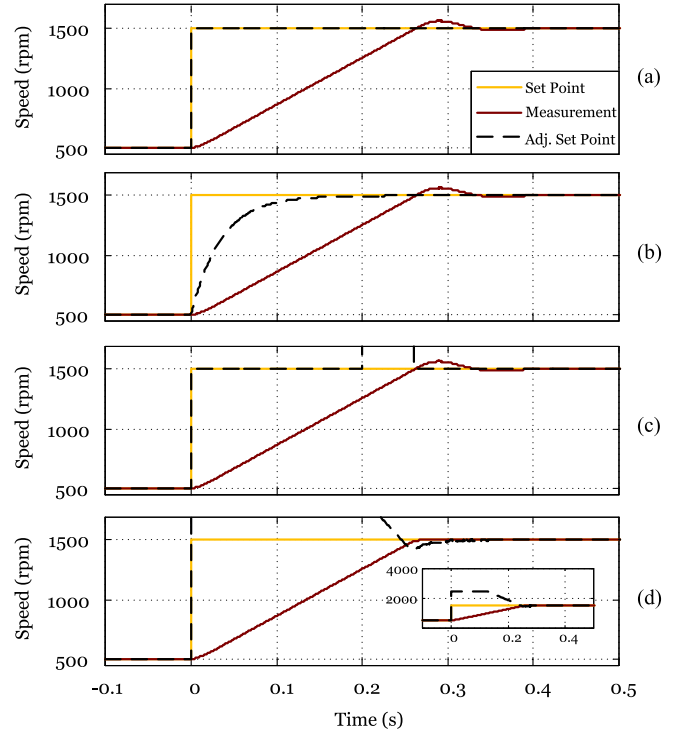 1500
1000
500
Speed (rpm)
Set Point
Measurement
Adj. Set Point
(a)
1500
1000
500
Speed (rpm)
(b)
1500
1000
500
Speed (rpm)
(c)
1500
1000
500
Speed (rpm)
4000
2000
0
0.2
0.4
(d)
-0.1
0
0.1
0.2
0.3
0.4
0.5
Time (s)